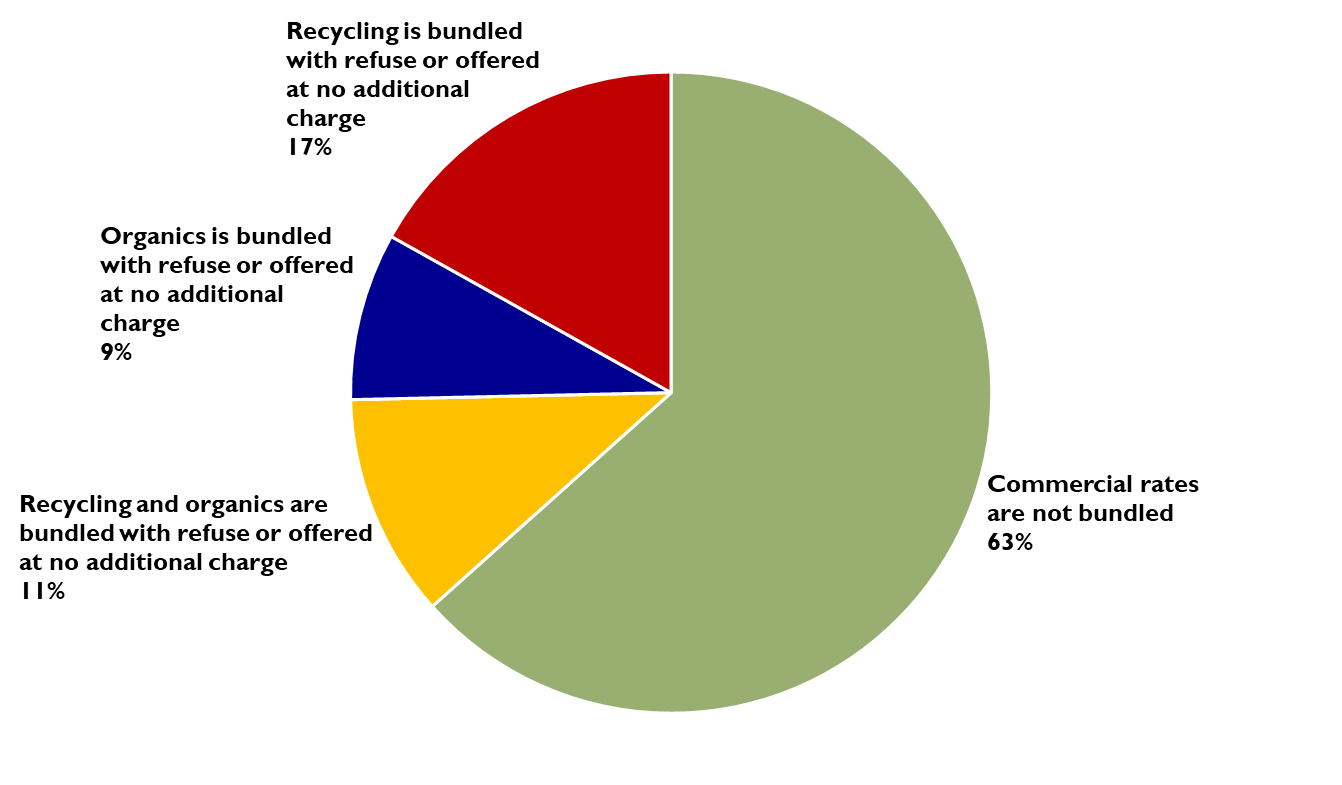 Recycling is bundled
with refuse or offered
at no additional
charge
17%
Organics is bundled
with refuse or offered
at no additional
charge
9%
Recycling and organics are
bundled with refuse or offered
at no additional charge
11%
Commercial rates
are not bundled
63%